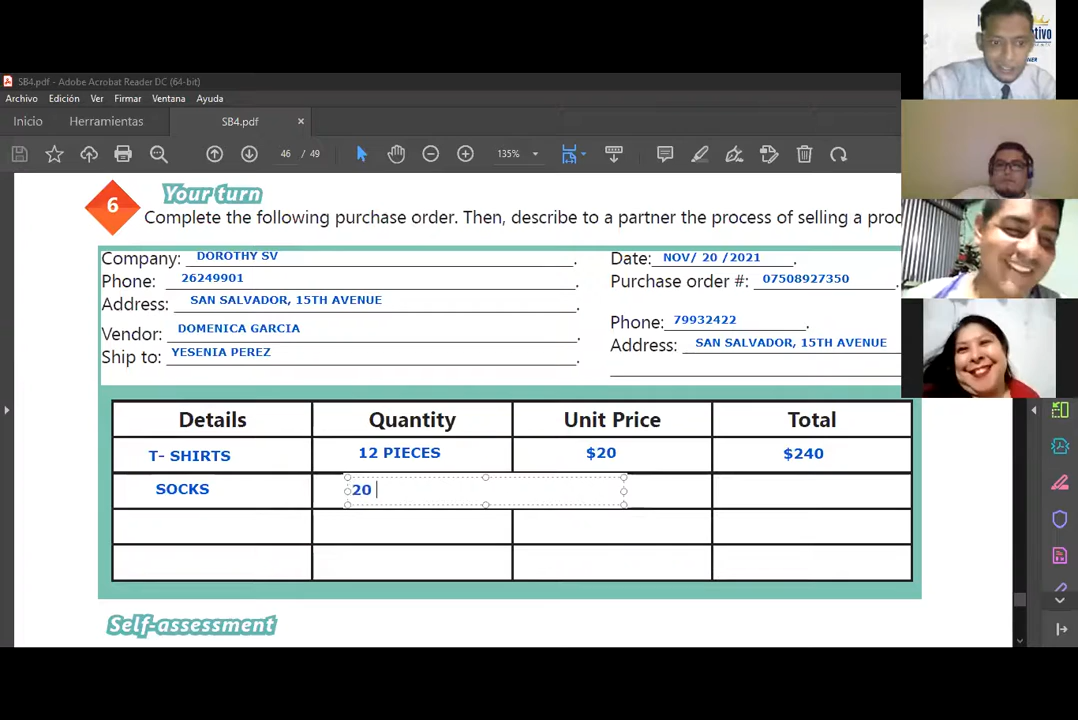 SB4.pdf - Adobe Acrobat Reader DC (64-bit)
Archivo Edición Ver Firmar Ventana Ayuda
Inicio Herramientas SB4.pdf ×
46 / 49 135%
6 Your turn
Complete the following purchase order. Then, describe to a partner the process of selling a
Company: DOROTHY SV.
Date: NOV/ 20 /2021.
Phone: 26249901.
Purchase order #: 07508927350.
Address: SAN SALVADOR, 15TH AVENUE.
Vendor: DOMENICA GARCIA.
Phone: 79932422.
Ship to: YESENIA PEREZ.
Address: SAN SALVADOR, 15TH AVENUE
Details Quantity Unit Price Total
T- SHIRTS 12 PIECES $20 $240
SOCKS 20
Self-assessment